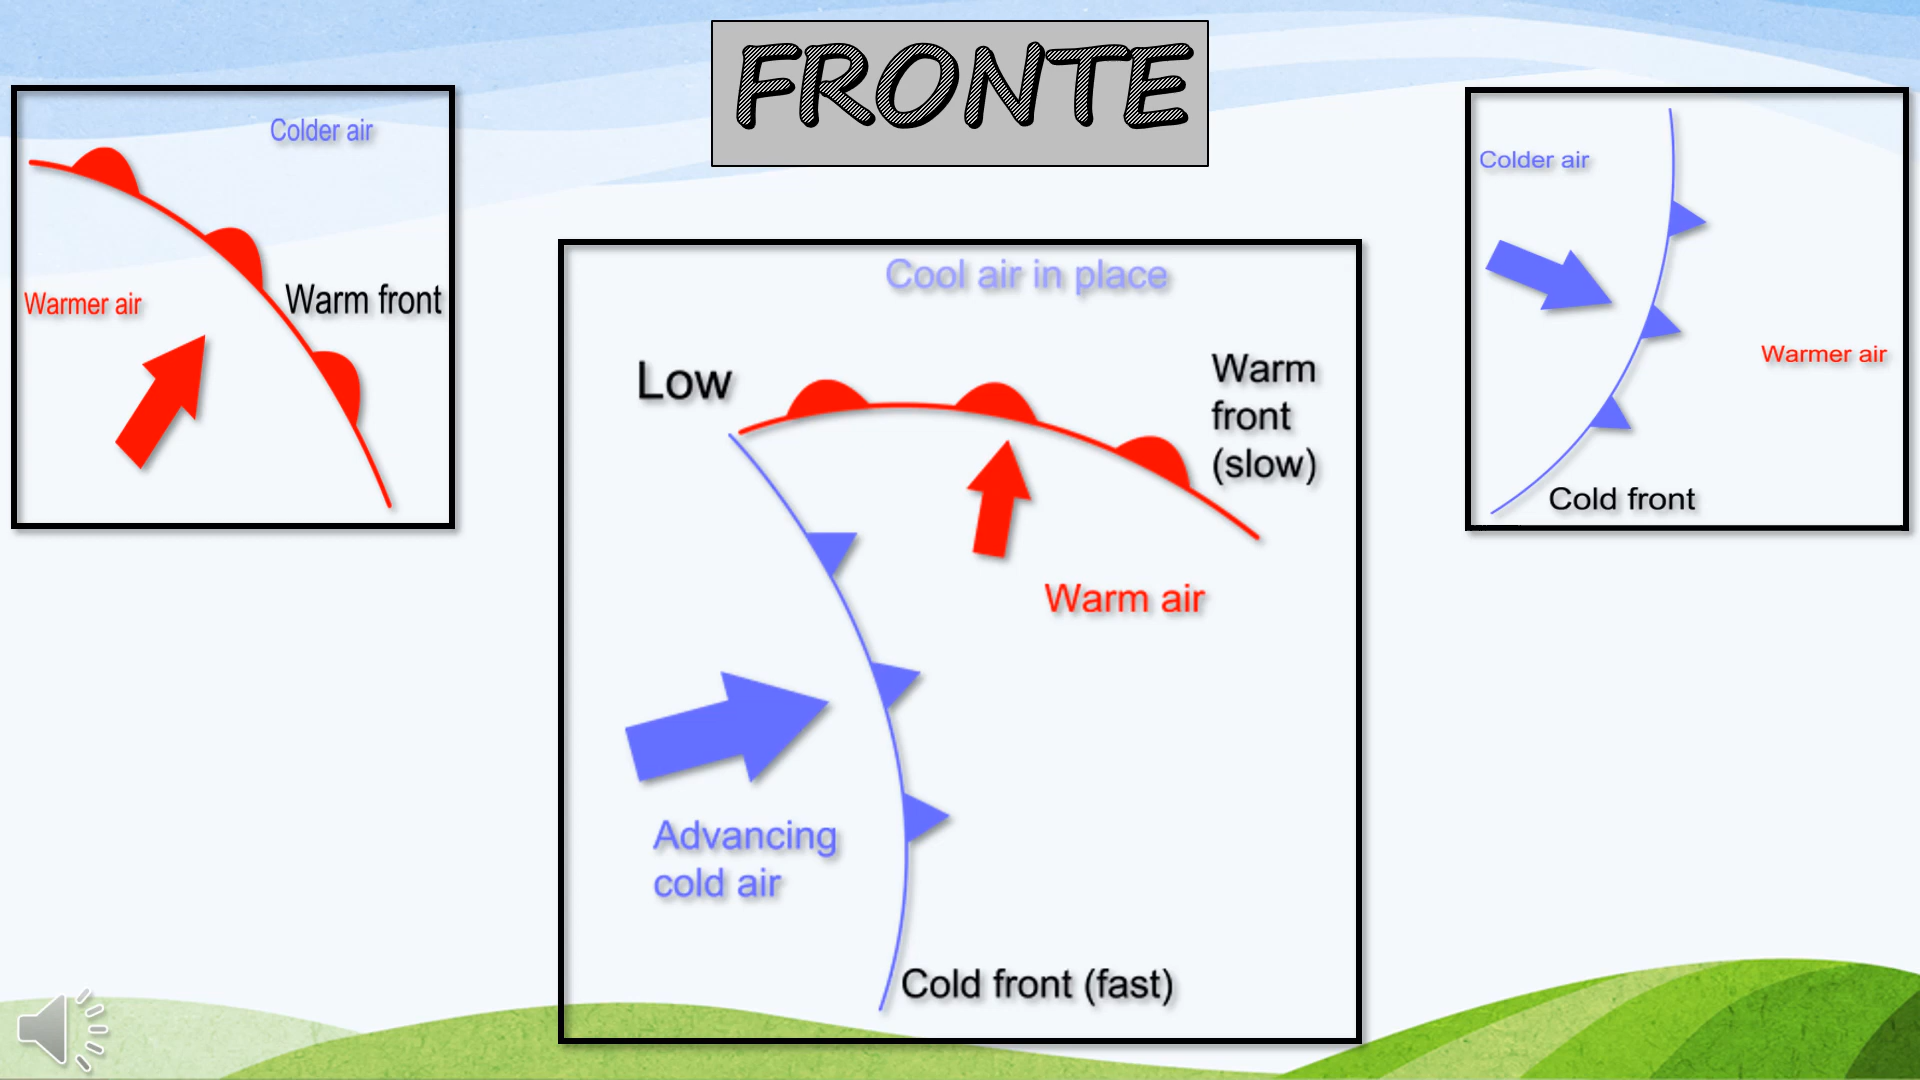 FRONTE
Colder air
Warmer air
Warm front
Cool air in place
Low
Warm
front
(slow)
Warm air
Advancing
cold air
Cold front (fast)
Colder air
Warmer air
Cold front